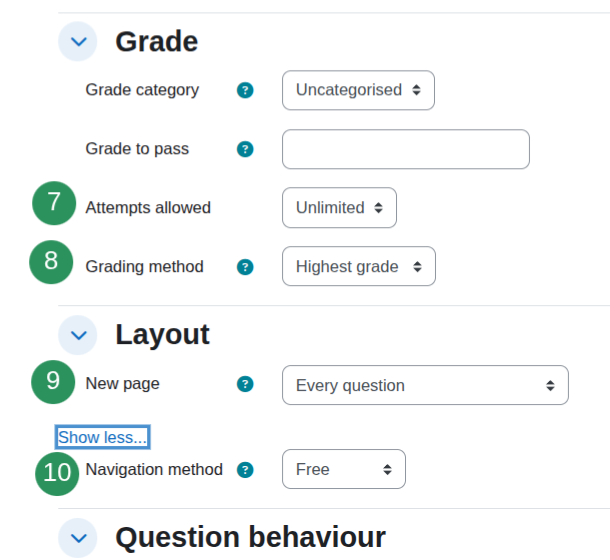 Grade
Grade category ? Uncategorised
Grade to pass ?
7 Attempts allowed Unlimited
8 Grading method ? Highest grade
Layout
9 New page ? Every question
Show less...
10 Navigation method ? Free
Question behaviour